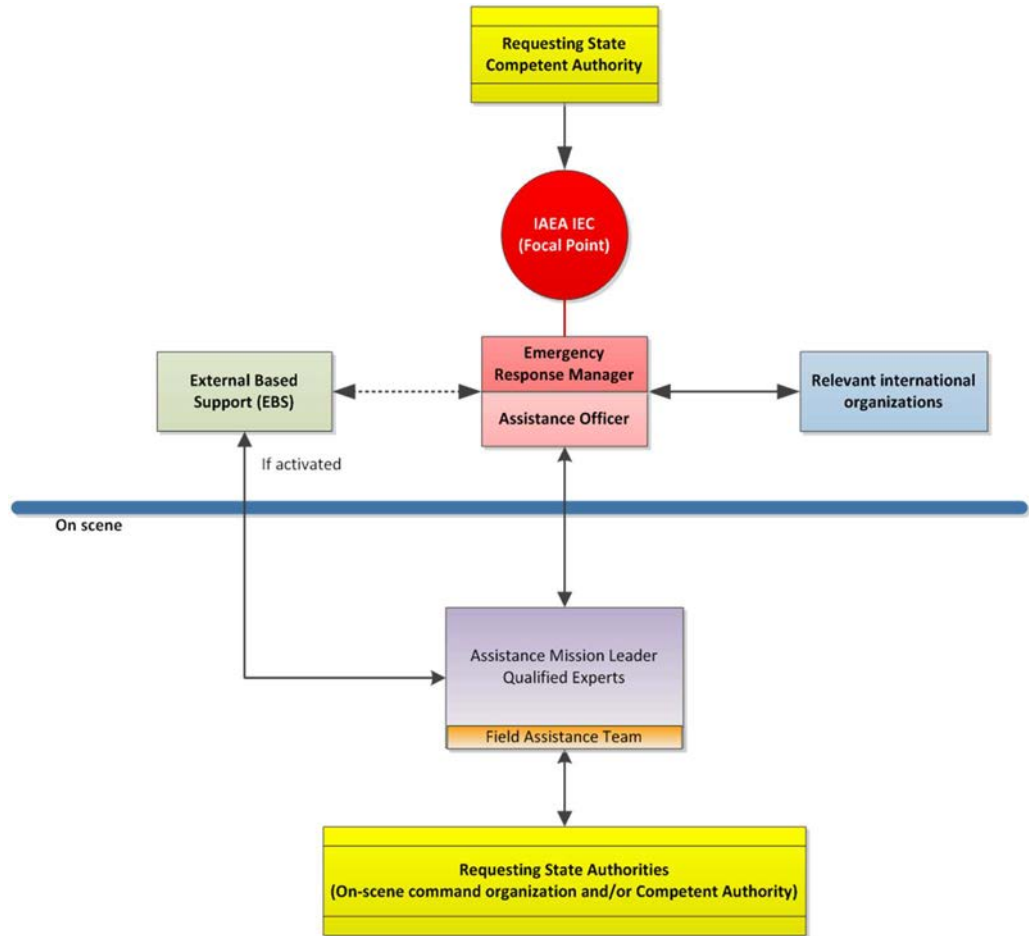 Requesting State
Competent Authority
IAEA IEC
(Focal Point)
External Based
Support (EBS)
Emergency
Response Manager
Assistance Officer
Relevant international
organizations
If activated
On scene
Assistance Mission Leader
Qualified Experts
Field Assistance Team
Requesting State Authorities
(On-scene command organization and/or Competent Authority)